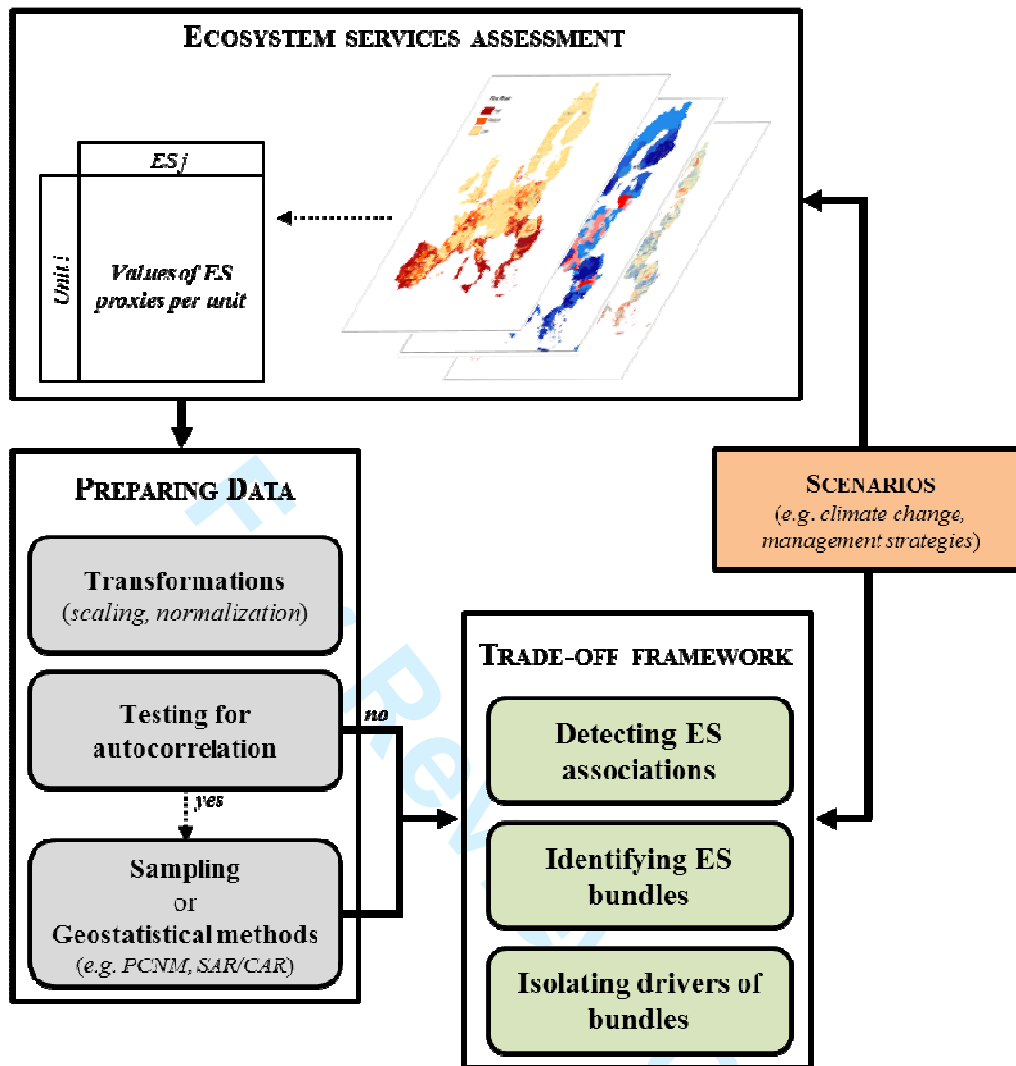 ECOSYSTEM SERVICES ASSESSMENT
ES j
Unit i
Values of ES
proxies per unit
PREPARING DATA
Transformations
(scaling, normalization)
Testing for
autocorrelation
no
yes
Sampling
or
Geostatistical methods
(e.g. PCNM, SAR/CAR)
SCENARIOS
(e.g. climate change,
management strategies)
TRADE-OFF FRAMEWORK
Detecting ES
associations
Identifying ES
bundles
Isolating drivers of
bundles